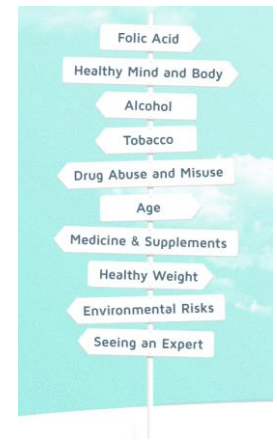 Folic Acid
Healthy Mind and Body
Alcohol
Tobacco
Drug Abuse and Misuse
Age
Medicine & Supplements
Healthy Weight
Environmental Risks
Seeing an Expert